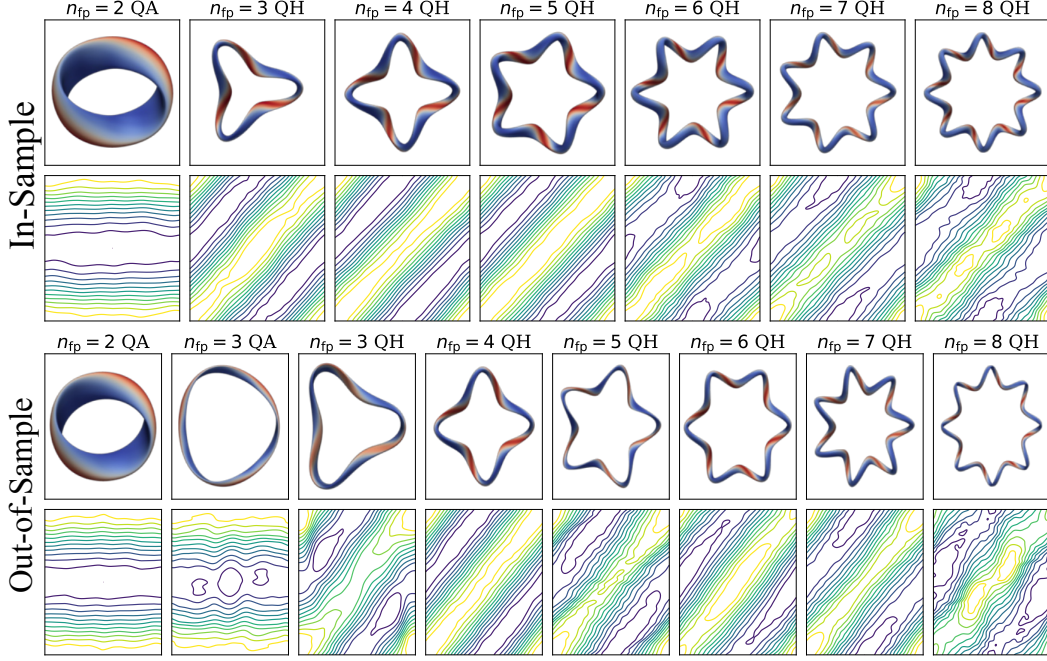 n_fp = 2 QA n_fp = 3 QH n_fp = 4 QH n_fp = 5 QH n_fp = 6 QH n_fp = 7 QH n_fp = 8 QH
In-Sample
n_fp = 2 QA n_fp = 3 QA n_fp = 3 QH n_fp = 4 QH n_fp = 5 QH n_fp = 6 QH n_fp = 7 QH n_fp = 8 QH
Out-of-Sample